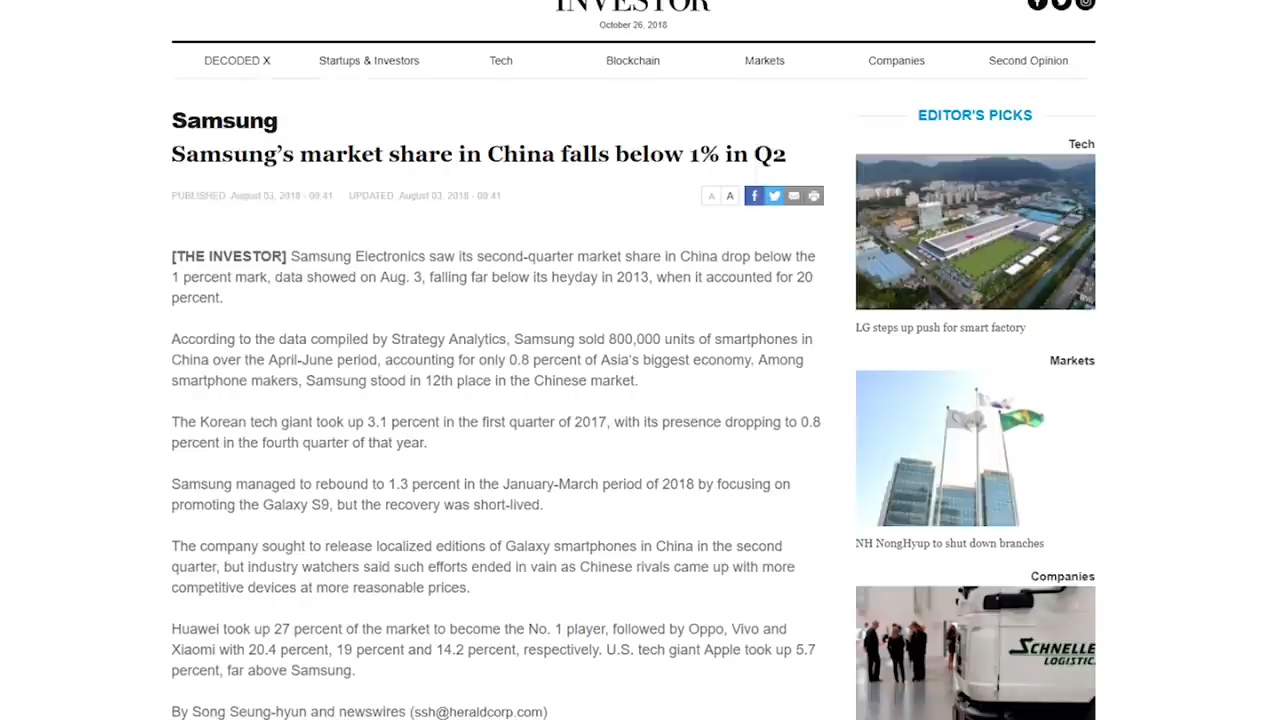 INVESTOR
October 26, 2018
DECODED X Startups & Investors Tech Blockchain Markets Companies Second Opinion
Samsung
Samsung's market share in China falls below 1% in Q2
PUBLISHED :August 03, 2018 - 09:41 UPDATED :August 03, 2018 - 09:41
A A
[THE INVESTOR] Samsung Electronics saw its second-quarter market share in China drop below the
1 percent mark, data showed on Aug. 3, falling far below its heyday in 2013, when it accounted for 20
percent.
According to the data compiled by Strategy Analytics, Samsung sold 800,000 units of smartphones in
China over the April-June period, accounting for only 0.8 percent of Asia's biggest economy. Among
smartphone makers, Samsung stood in 12th place in the Chinese market.
The Korean tech giant took up 3.1 percent in the first quarter of 2017, with its presence dropping to 0.8
percent in the fourth quarter of that year.
Samsung managed to rebound to 1.3 percent in the January-March period of 2018 by focusing on
promoting the Galaxy S9, but the recovery was short-lived.
The company sought to release localized editions of Galaxy smartphones in China in the second
quarter, but industry watchers said such efforts ended in vain as Chinese rivals came up with more
competitive devices at more reasonable prices.
Huawei took up 27 percent of the market to become the No. 1 player, followed by Oppo, Vivo and
Xiaomi with 20.4 percent, 19 percent and 14.2 percent, respectively. U.S. tech giant Apple took up 5.7
percent, far above Samsung.
By Song Seung-hyun and newswires (ssh@heraldcorp.com)
EDITOR'S PICKS
Tech
LG steps up push for smart factory
Markets
NH NongHyup to shut down branches
Companies
SCHNELLE
LOGISTIC